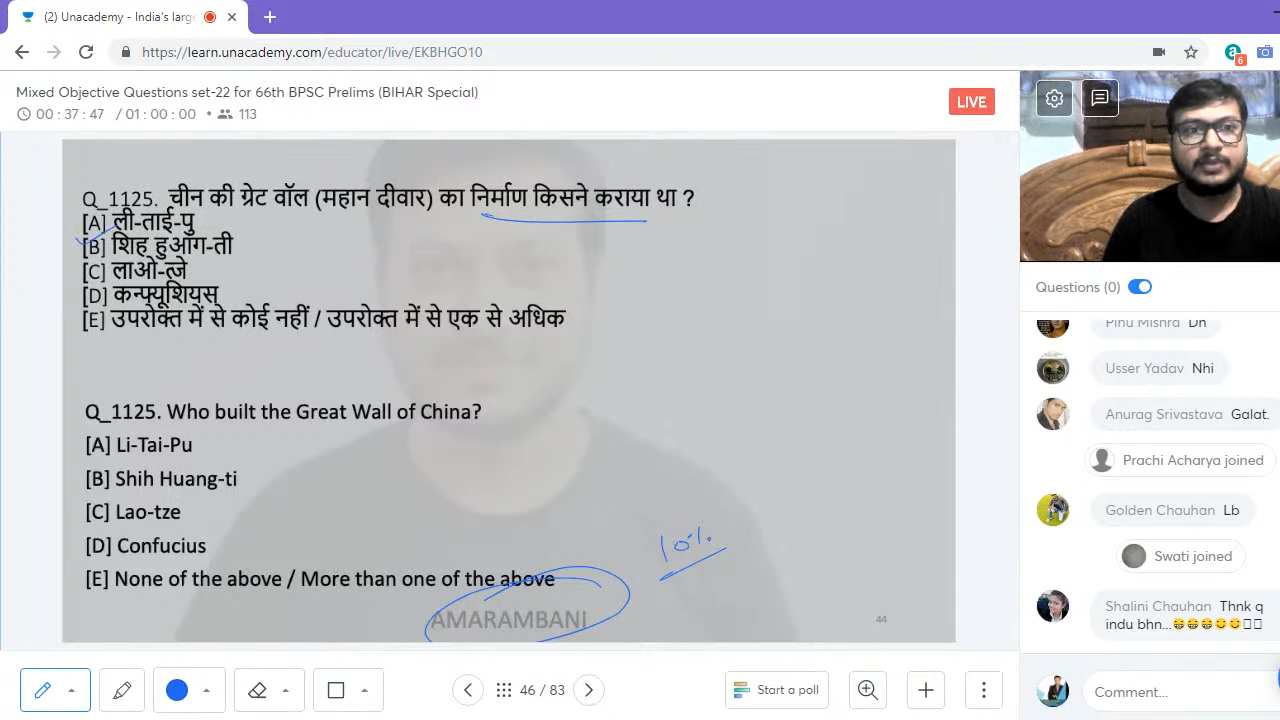 (2) Unacademy - India's larg
https://learn.unacademy.com/educator/live/EKBHGO10
6
Mixed Objective Questions set-22 for 66th BPSC Prelims (BIHAR Special)
00 : 37 : 47 / 01 : 00 : 00 • 113
LIVE
Q_1125. चीन की ग्रेट वॉल (महान दीवार) का निर्माण किसने कराया था ?
[A] ली-ताई-पु
[B] शिह हुआंग-ती
[C] लाओ-त्जे
[D] कन्फ्यूशियस
[E] उपरोक्त में से कोई नहीं / उपरोक्त में से एक से अधिक
Q_1125. Who built the Great Wall of China?
[A] Li-Tai-Pu
[B] Shih Huang-ti
[C] Lao-tze
[D] Confucius
[E] None of the above / More than one of the above
10%
AMARAMBANI
44
Questions (0)
Pinu Mishra Dh
Usser Yadav Nhi
Anurag Srivastava Galat.
Prachi Acharya joined
Golden Chauhan Lb
Swati joined
Shalini Chauhan Thnk q
indu bhn...
46 / 83
Start a poll
Comment...